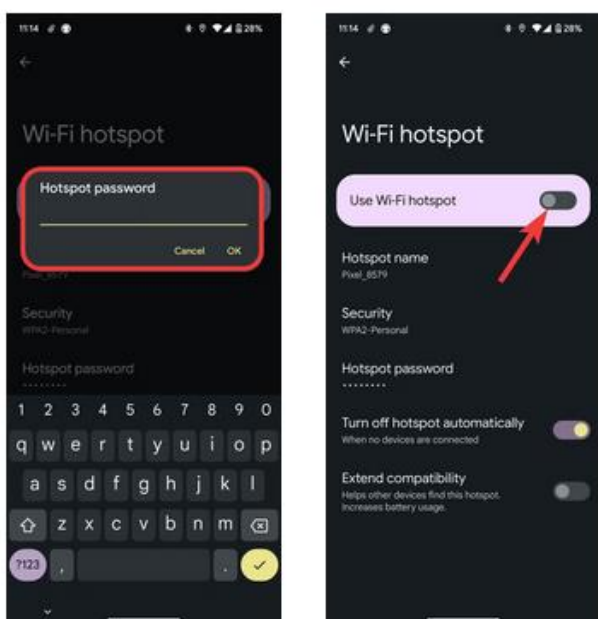 11:14
28%
Wi-Fi hotspot
Hotspot password
Cancel OK
Pixel_8579
Security
WPA2-Personal
Hotspot password
1 2 3 4 5 6 7 8 9 0
q w e r t y u i o p
a s d f g h j k l
z x c v b n m
?123 , .
11:14
28%
Wi-Fi hotspot
Use Wi-Fi hotspot
Hotspot name
Pixel_8579
Security
WPA2-Personal
Hotspot password
••••••••
Turn off hotspot automatically
When no devices are connected
Extend compatibility
Helps other devices find this hotspot.
Increases battery usage.